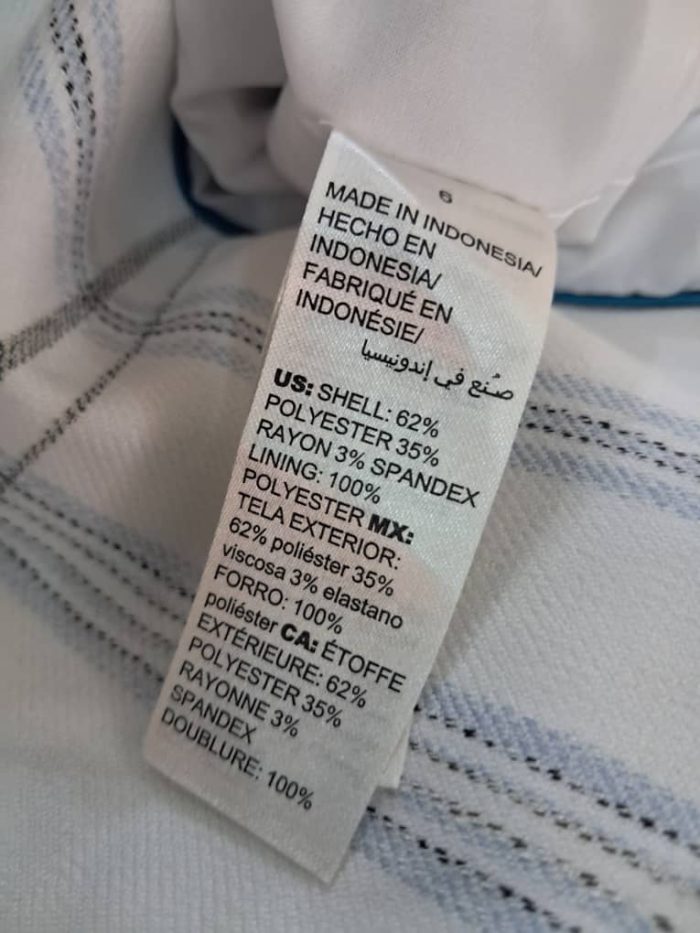 6
MADE IN INDONESIA/
HECHO EN
INDONESIA/
FABRIQUÉ EN
INDONÉSIE/
صُنع في إندونيسيا
US: SHELL: 62%
POLYESTER 35%
RAYON 3% SPANDEX
LINING: 100%
POLYESTER MX:
TELA EXTERIOR:
62% poliéster 35%
viscosa 3% elastano
FORRO: 100%
poliéster CA: ÉTOFFE
EXTÉRIEURE: 62%
POLYESTER 35%
RAYONNE 3%
SPANDEX
DOUBLURE: 100%